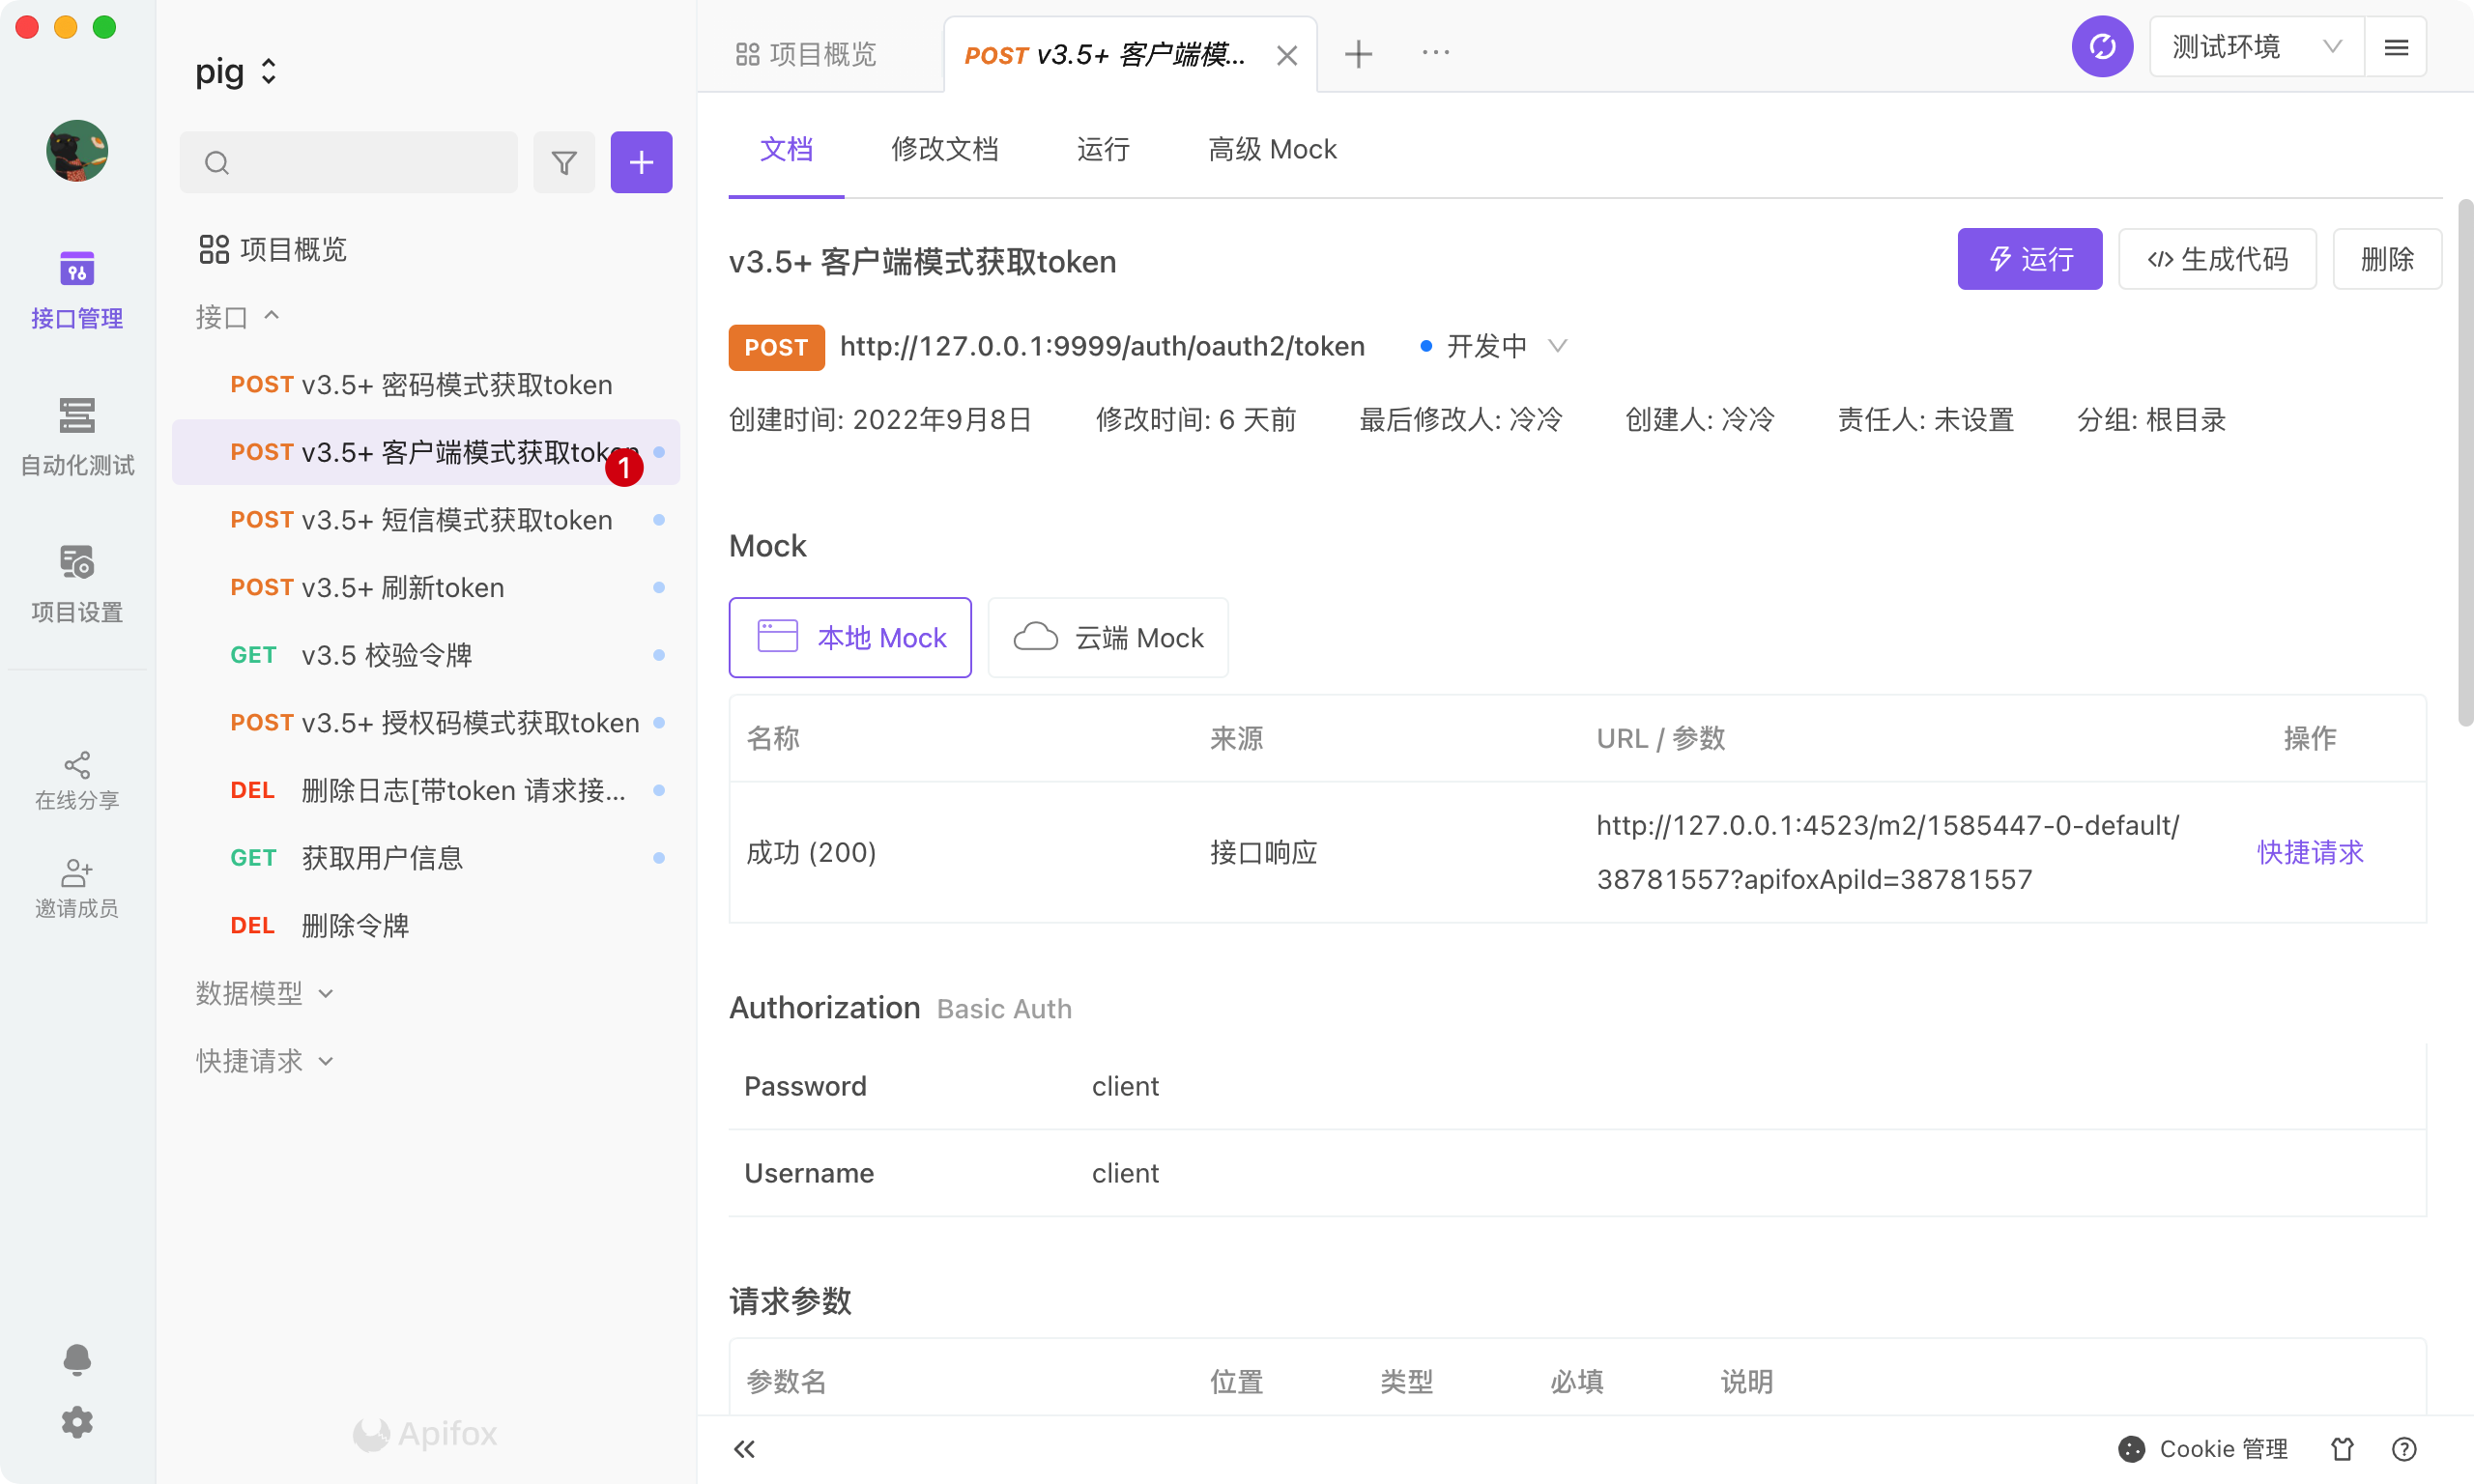 pig
项目概览
POST v3.5+ 客户端模...
测试环境
接口管理
自动化测试
项目设置
在线分享
邀请成员
项目概览
接口
POST v3.5+ 密码模式获取token
POST v3.5+ 客户端模式获取token
1
POST v3.5+ 短信模式获取token
POST v3.5+ 刷新token
GET v3.5 校验令牌
POST v3.5+ 授权码模式获取token
DEL 删除日志[带token 请求接...
GET 获取用户信息
DEL 删除令牌
数据模型
快捷请求
Apifox
文档 修改文档 运行 高级 Mock
v3.5+ 客户端模式获取token
运行 </> 生成代码 删除
POST http://127.0.0.1:9999/auth/oauth2/token 开发中
创建时间: 2022年9月8日 修改时间: 6 天前 最后修改人: 冷冷 创建人: 冷冷 责任人: 未设置 分组: 根目录
Mock
本地 Mock 云端 Mock
名称 来源 URL / 参数 操作
成功 (200) 接口响应 http://127.0.0.1:4523/m2/1585447-0-default/
38781557?apifoxApiId=38781557 快捷请求
Authorization Basic Auth
Password client
Username client
请求参数
参数名 位置 类型 必填 说明
Cookie 管理